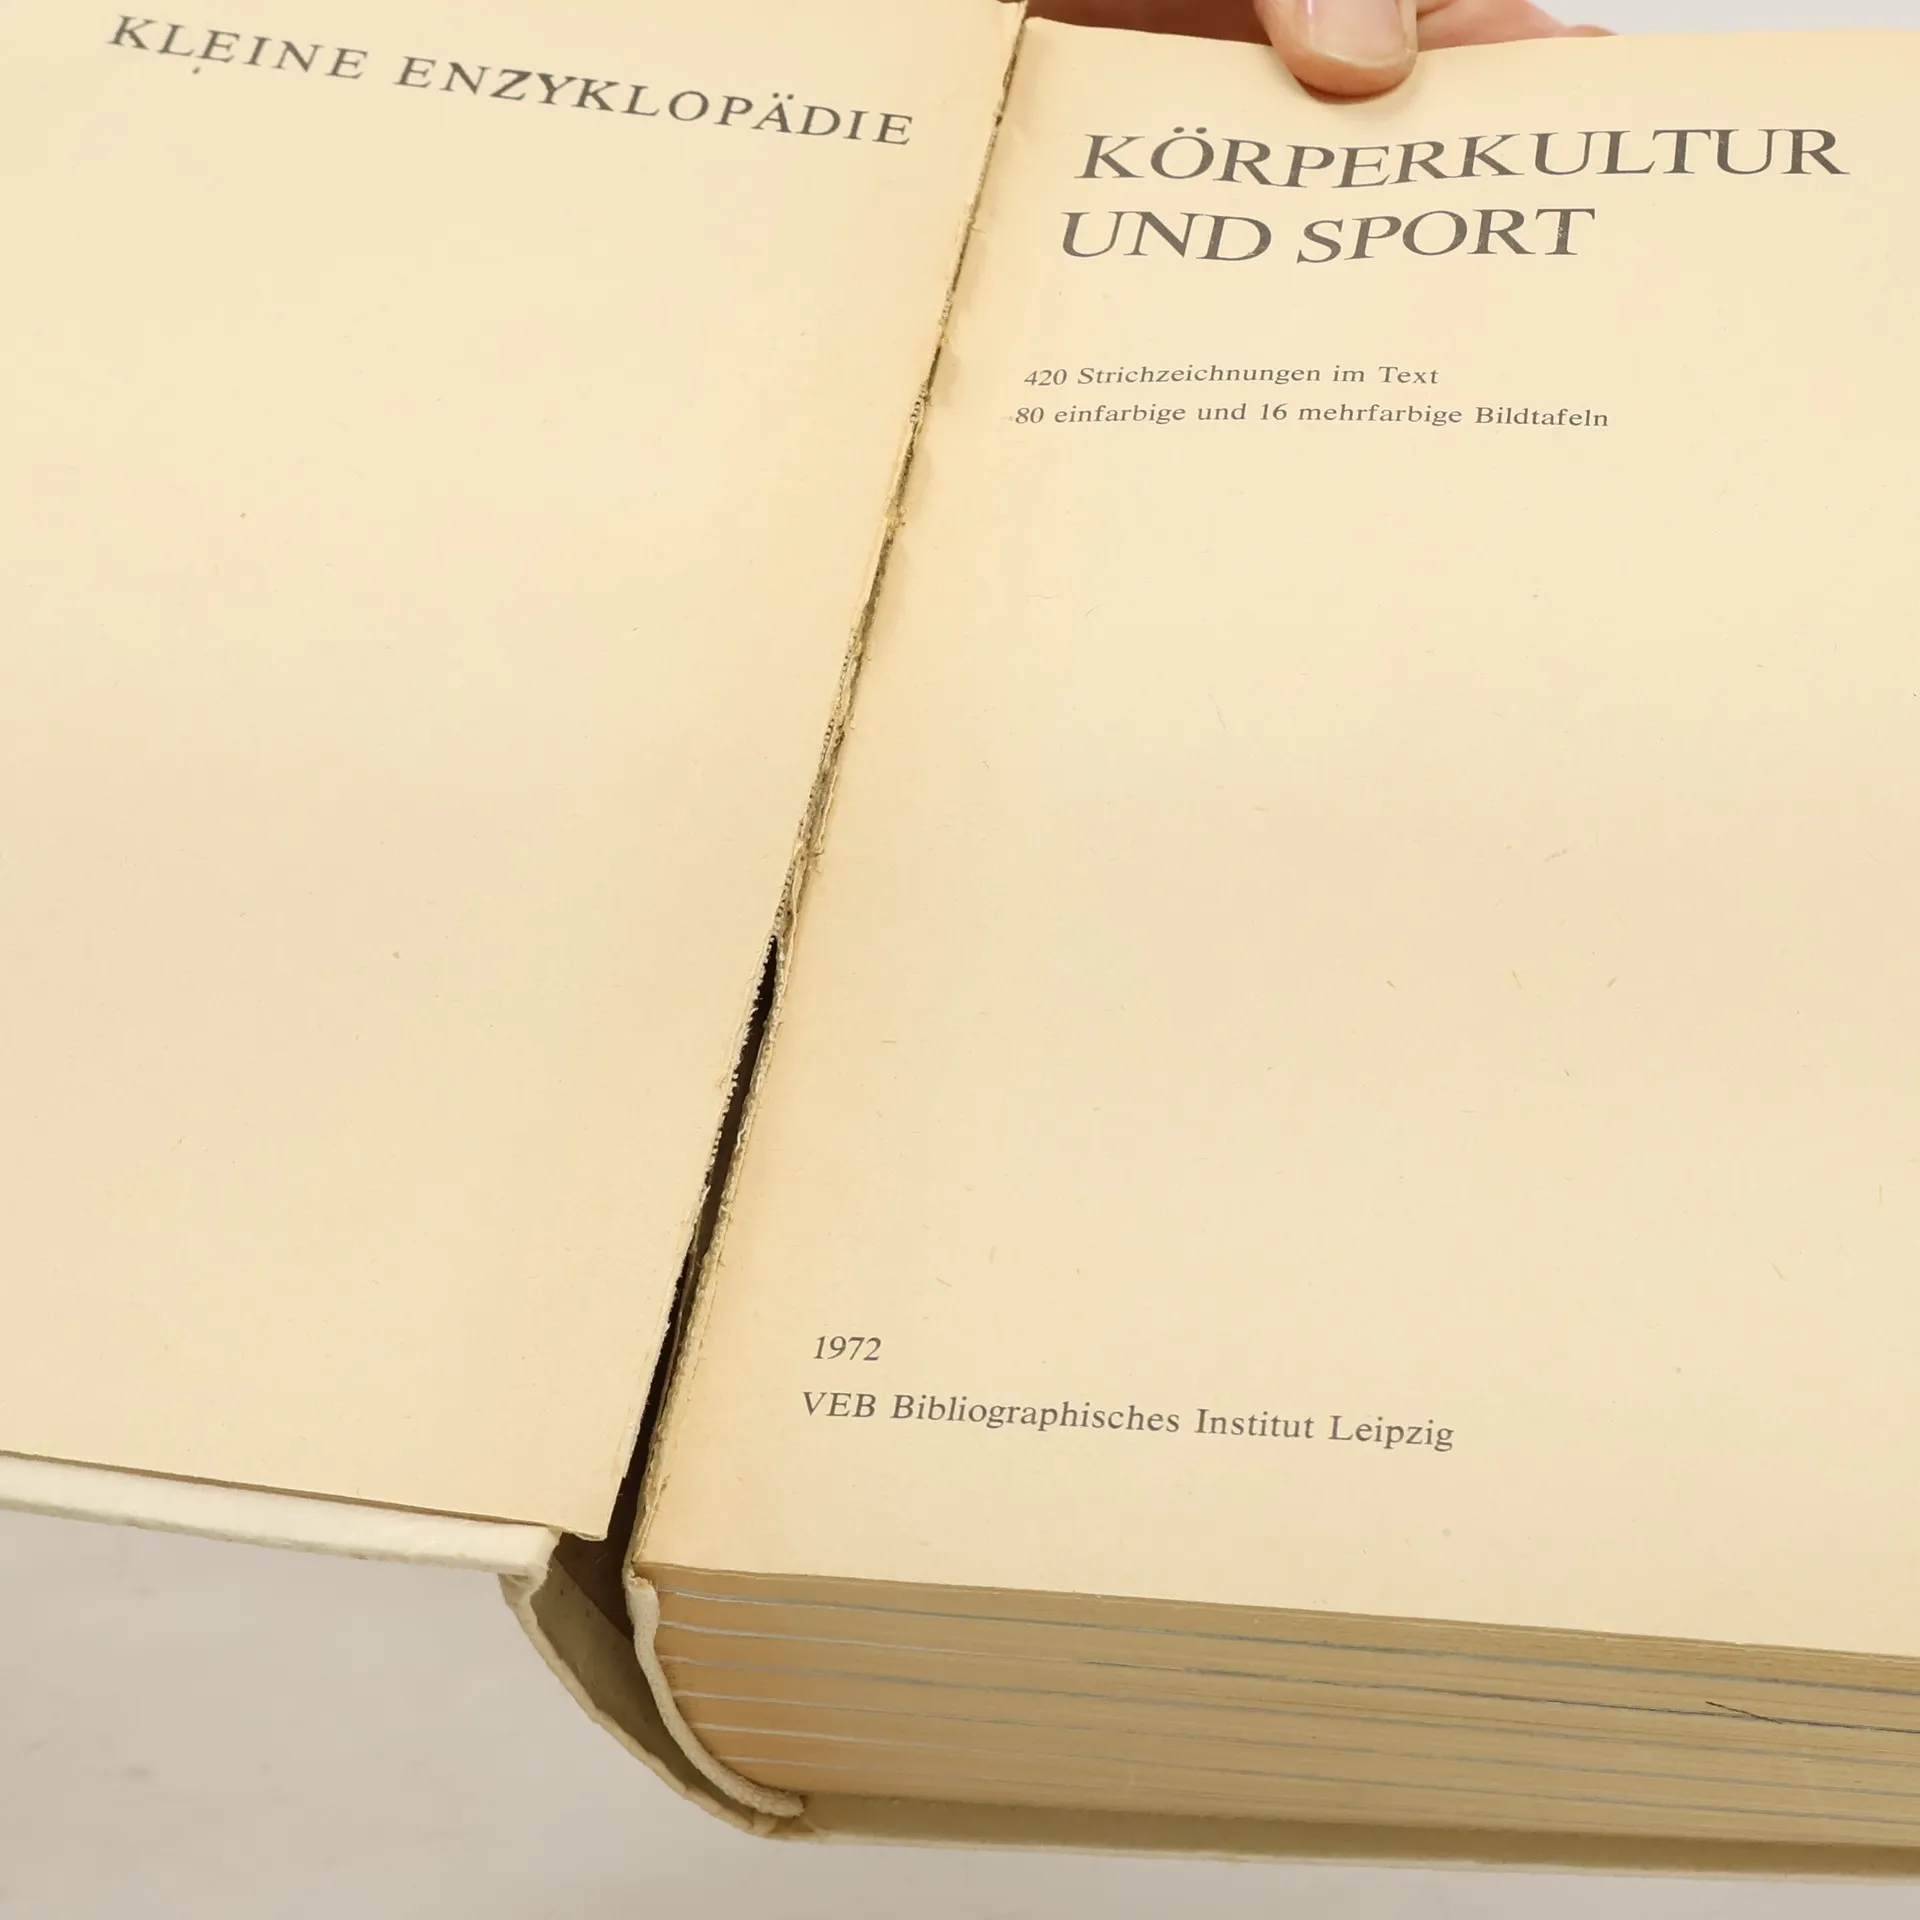 KLEINE ENZYKLOPÄDIE
KÖRPERKULTUR
UND SPORT
420 Strichzeichnungen im Text
80 einfarbige und 16 mehrfarbige Bildtafeln
1972
VEB Bibliographisches Institut Leipzig